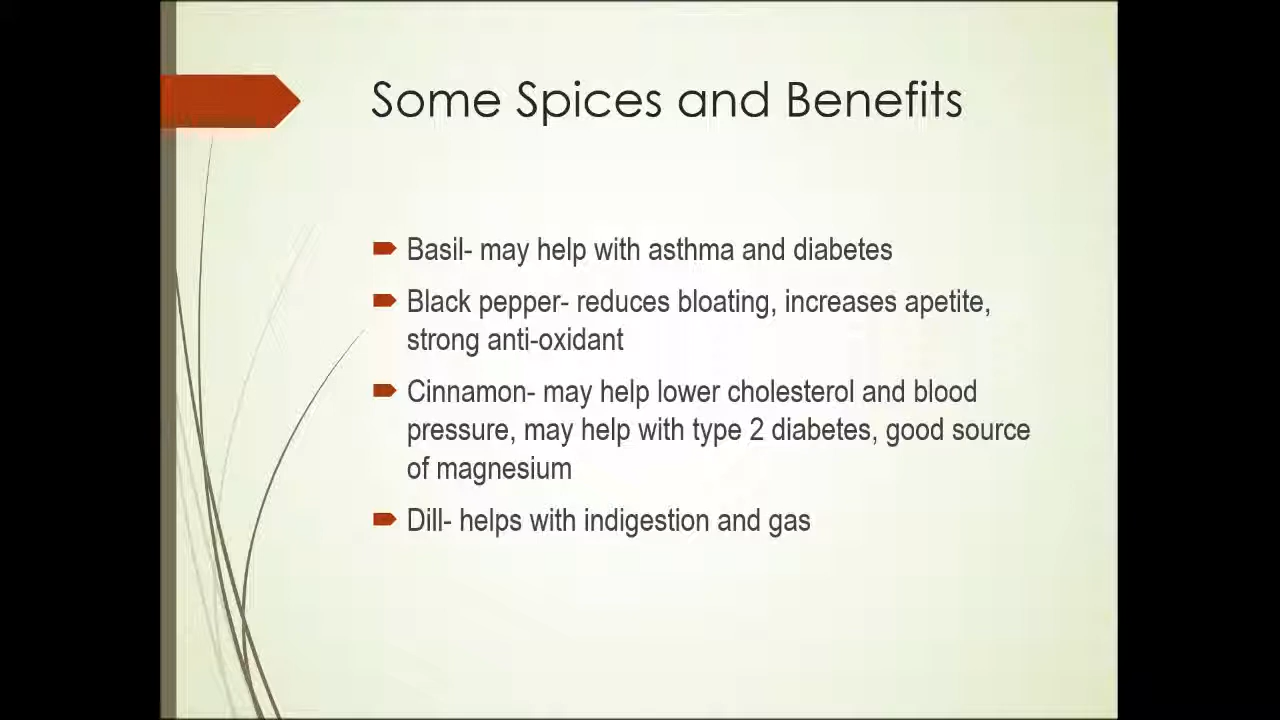 Some Spices and Benefits
Basil- may help with asthma and diabetes
Black pepper- reduces bloating, increases apetite,
strong anti-oxidant
Cinnamon- may help lower cholesterol and blood
pressure, may help with type 2 diabetes, good source
of magnesium
Dill- helps with indigestion and gas